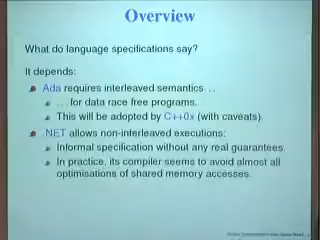 Overview
What do language specifications say?
It depends:
Ada requires interleaved semantics ...
... for data race free programs.
This will be adopted by C++0x (with caveats).
.NET allows non-interleaved executions:
Informal specification without any real guarantees.
In practice, its compiler seems to avoid almost all
optimisations of shared memory accesses.